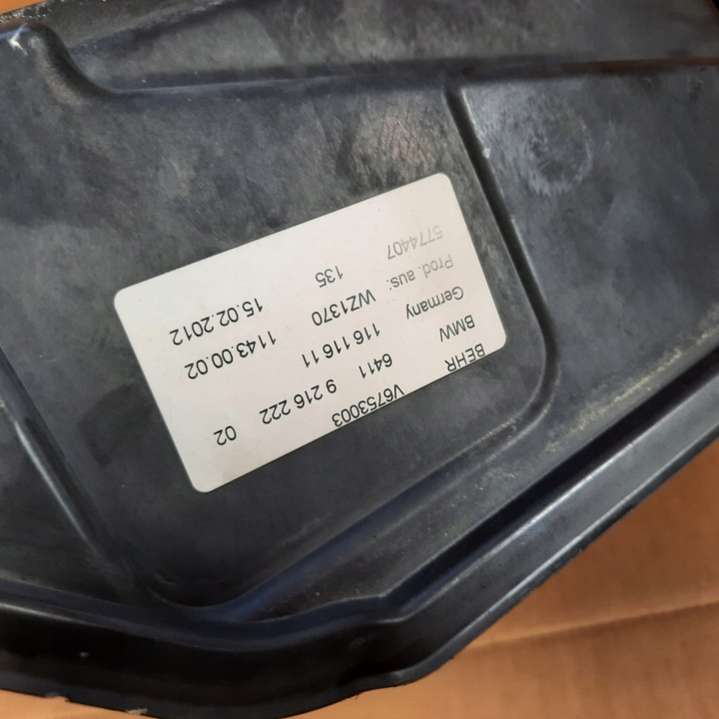 BEHR V6753003
BMW 6411 9 216 222 02
Germany 116 116 11
Prod. aus: WZ1370 1143.00.02
5774407 135 15.02.2012